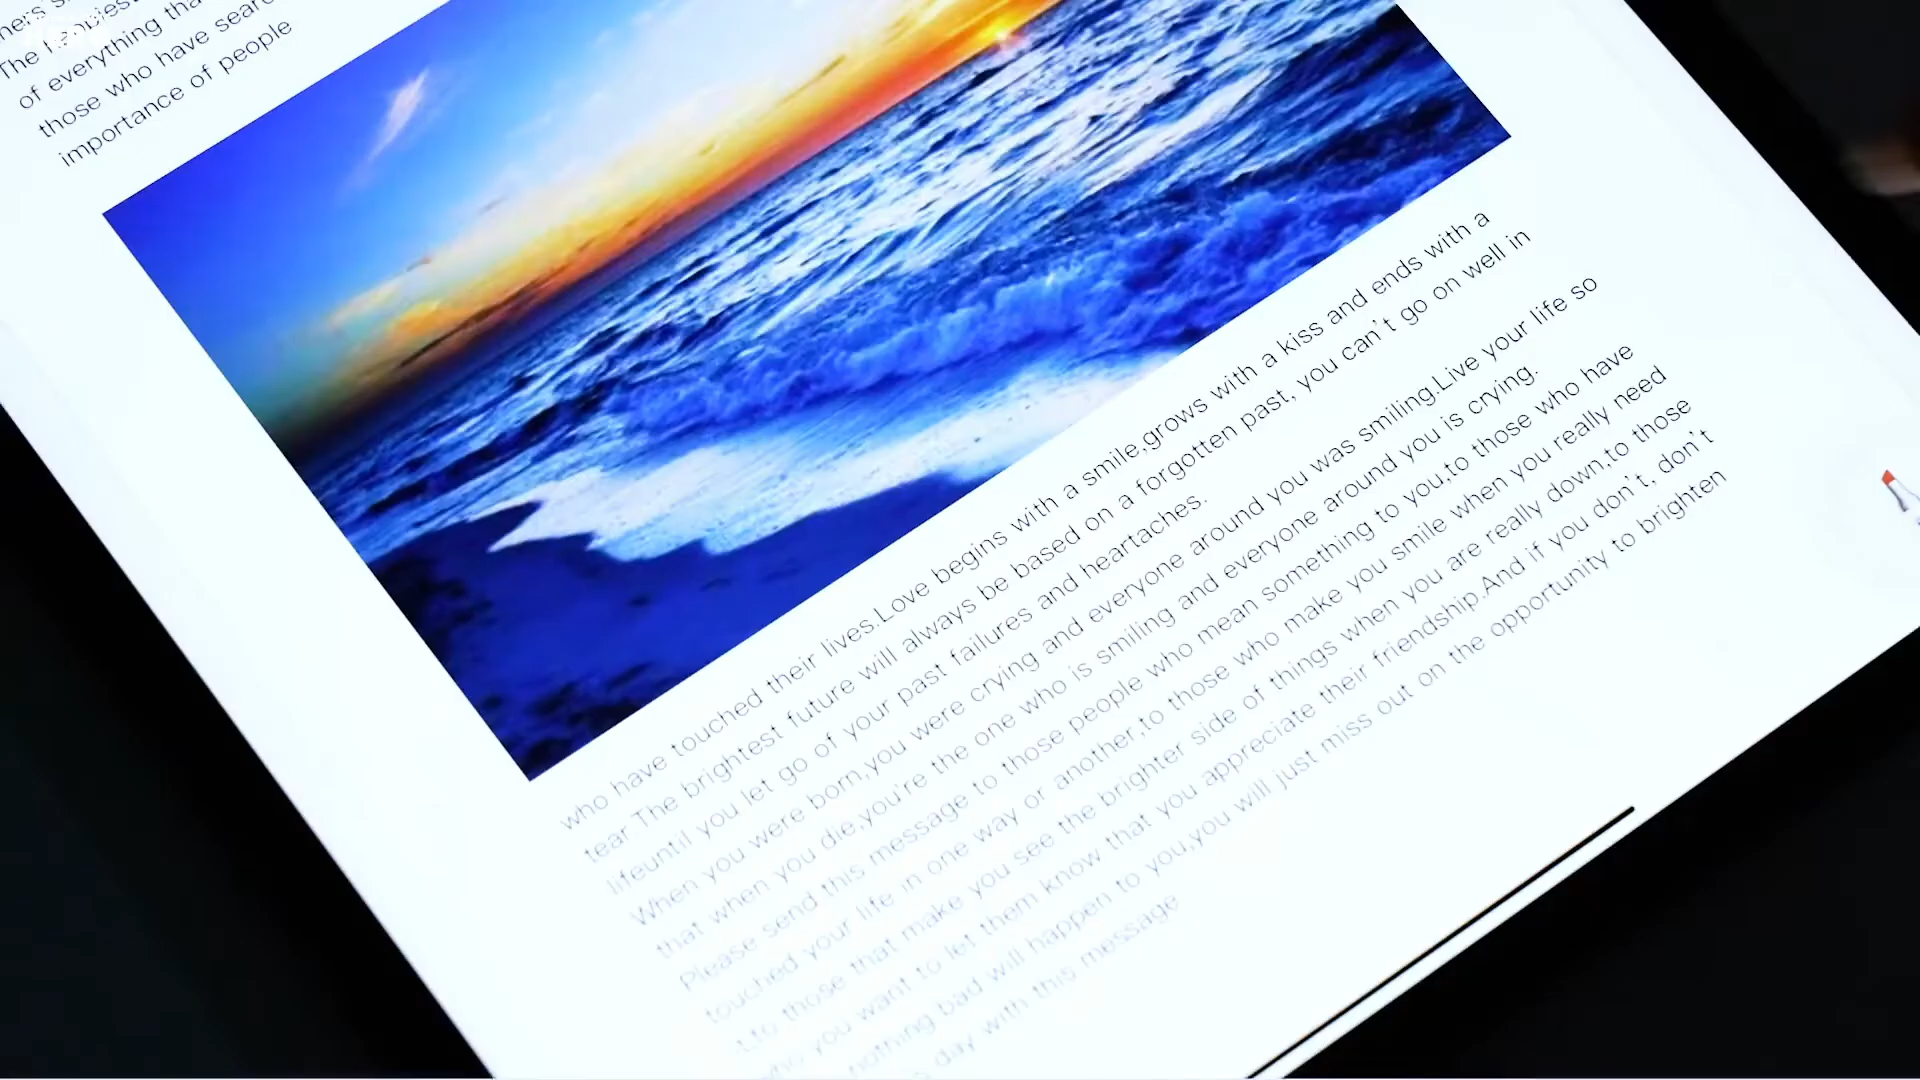 The happiest
of everything tha
those who have searc
importance of people
who have touched their lives.Love begins with a smile,grows with a kiss and ends with a
tear.The brightest future will always be based on a forgotten past, you can't go on well in
lifeuntil you let go of your past failures and heartaches.
When you were born,you were crying and everyone around you was smiling.Live your life so
that when you die,you're the one who is smiling and everyone around you is crying.
Please send this message to those people who mean something to you,to those who have
touched your life in one way or another,to those who make you smile when you really need
t,to those that make you see the brighter side of things when you are really down,to those
who you want to let them know that you appreciate their friendship.And if you don't, don't
nothing bad will happen to you,you will just miss out on the opportunity to brighten
day with this message